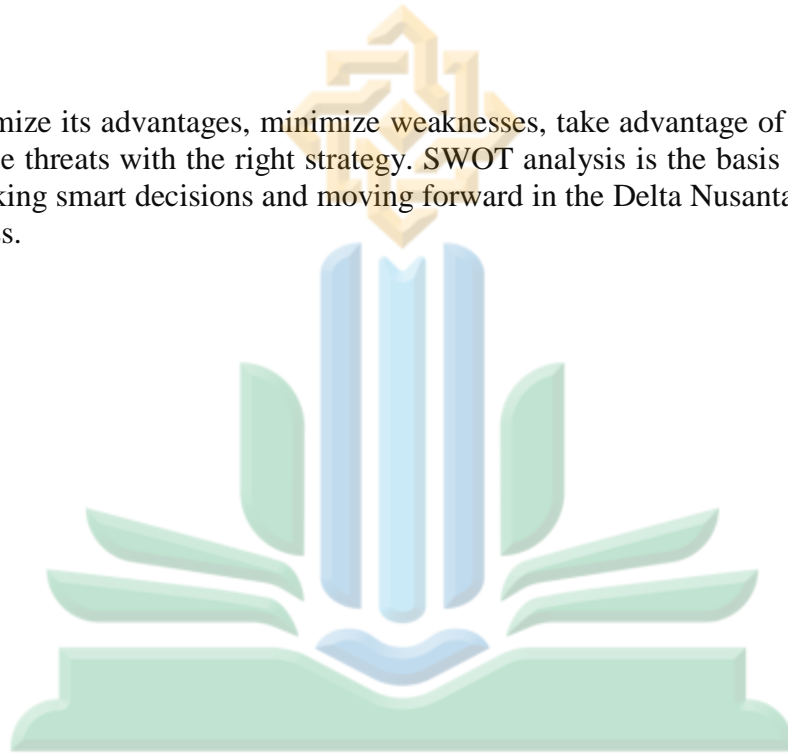 mize its advantages, minimize weaknesses, take advantage of
e threats with the right strategy. SWOT analysis is the basis
king smart decisions and moving forward in the Delta Nusanta
s.